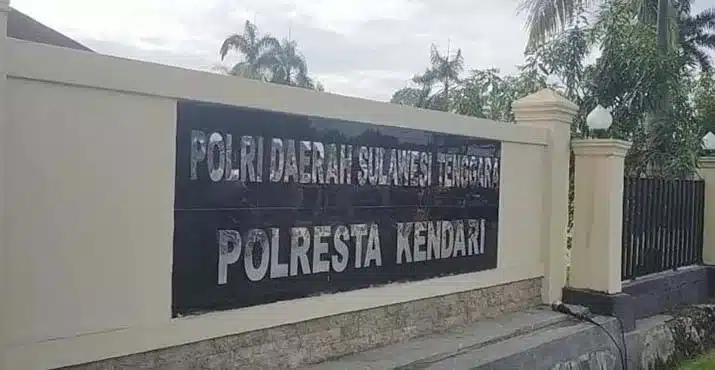 POLRI DAERAH SULAWESI TENGGARA
POLRESTA KENDARI